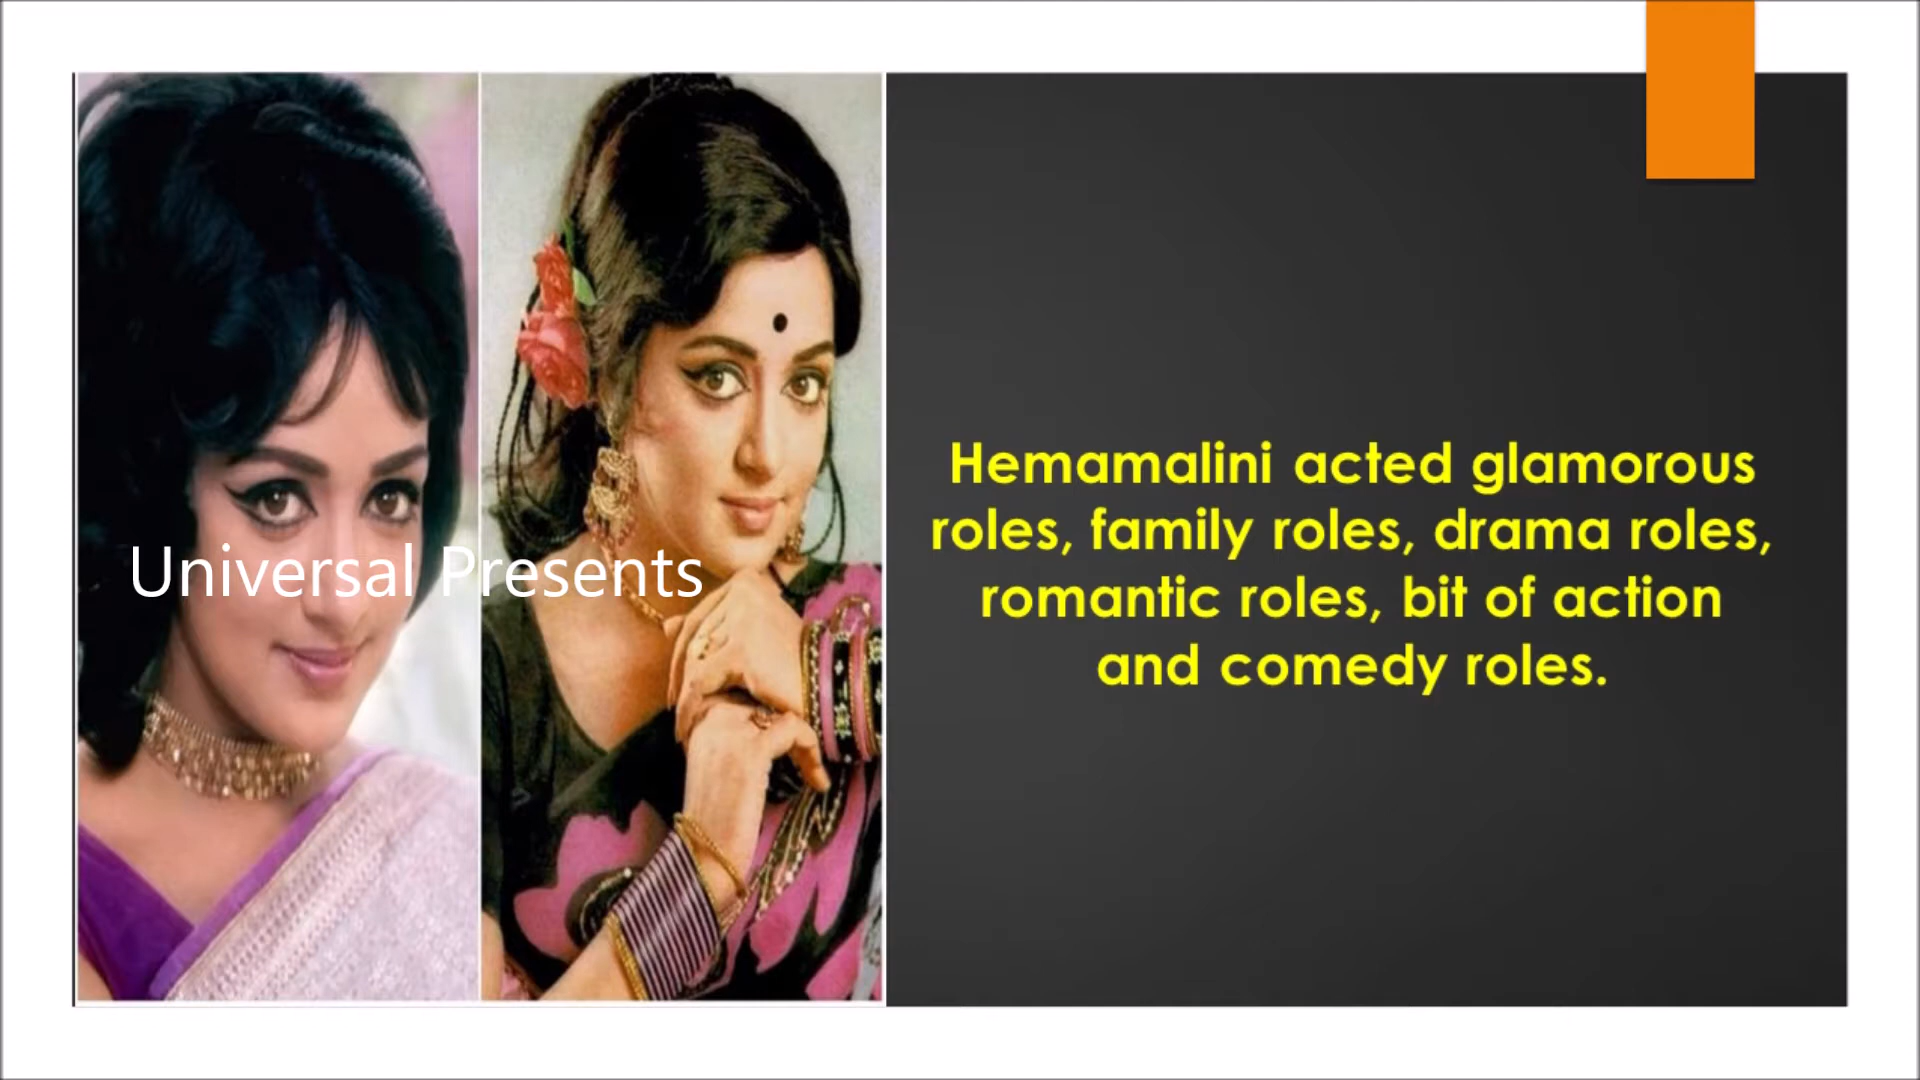 Universal Presents
Hemamalini acted glamorous
roles, family roles, drama roles,
romantic roles, bit of action
and comedy roles.